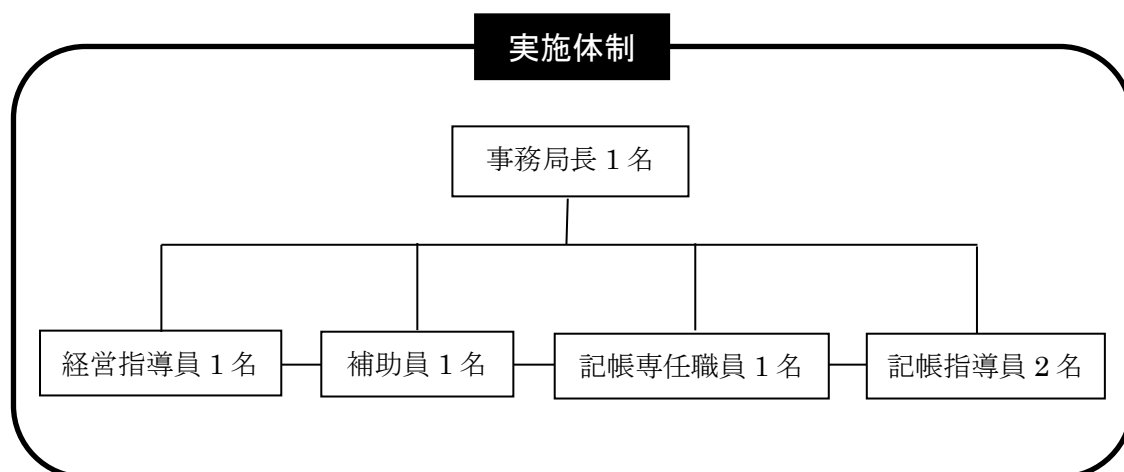 実施体制
事務局長 1 名
経営指導員 1 名
補助員 1 名
記帳専任職員 1 名
記帳指導員 2 名